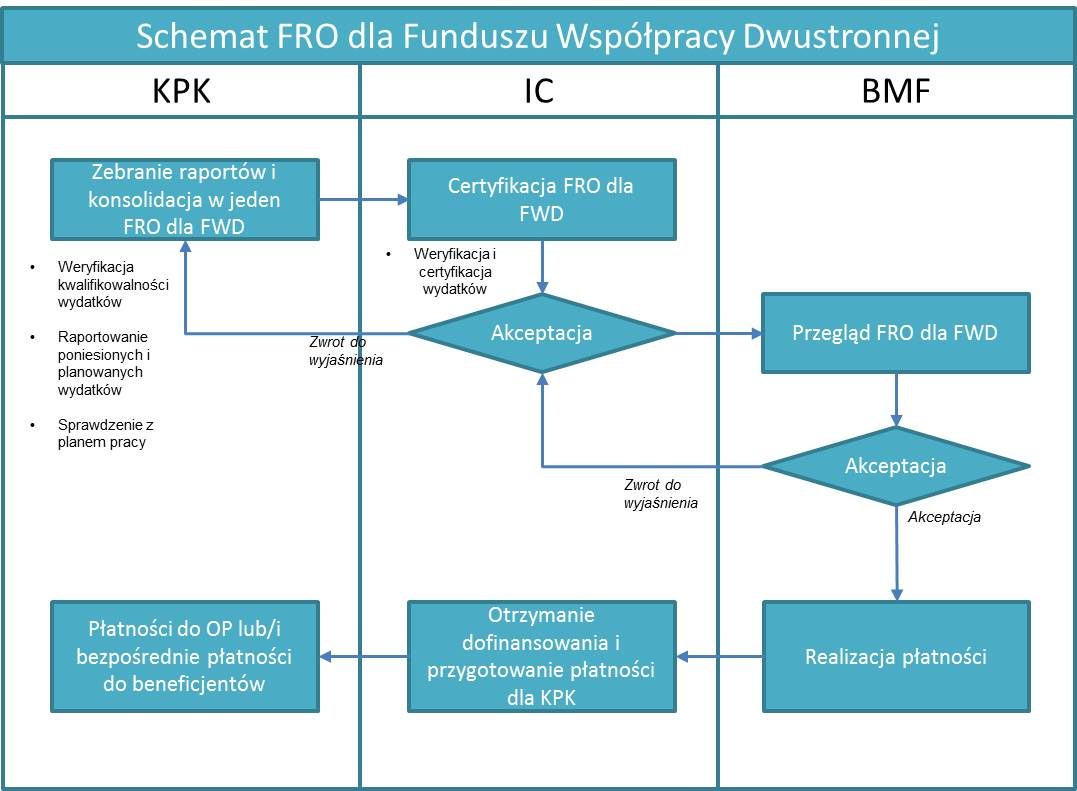 Schemat FRO dla Funduszu Współpracy Dwustronnej
KPK
IC
BMF
Zebranie raportów i
konsolidacja w jeden
FRO dla FWD
Certyfikacja FRO dla
FWD
• Weryfikacja
kwalifikowalności
wydatków
• Raportowanie
poniesionych i
planowanych
wydatków
• Sprawdzenie z
planem pracy
• Weryfikacja i
certyfikacja
wydatków
Akceptacja
Zwrot do
wyjaśnienia
Przegląd FRO dla FWD
Akceptacja
Zwrot do
wyjaśnienia
Akceptacja
Płatności do OP lub/i
bezpośrednie płatności
do beneficjentów
Otrzymanie
dofinansowania i
przygotowanie płatności
dla KPK
Realizacja płatności